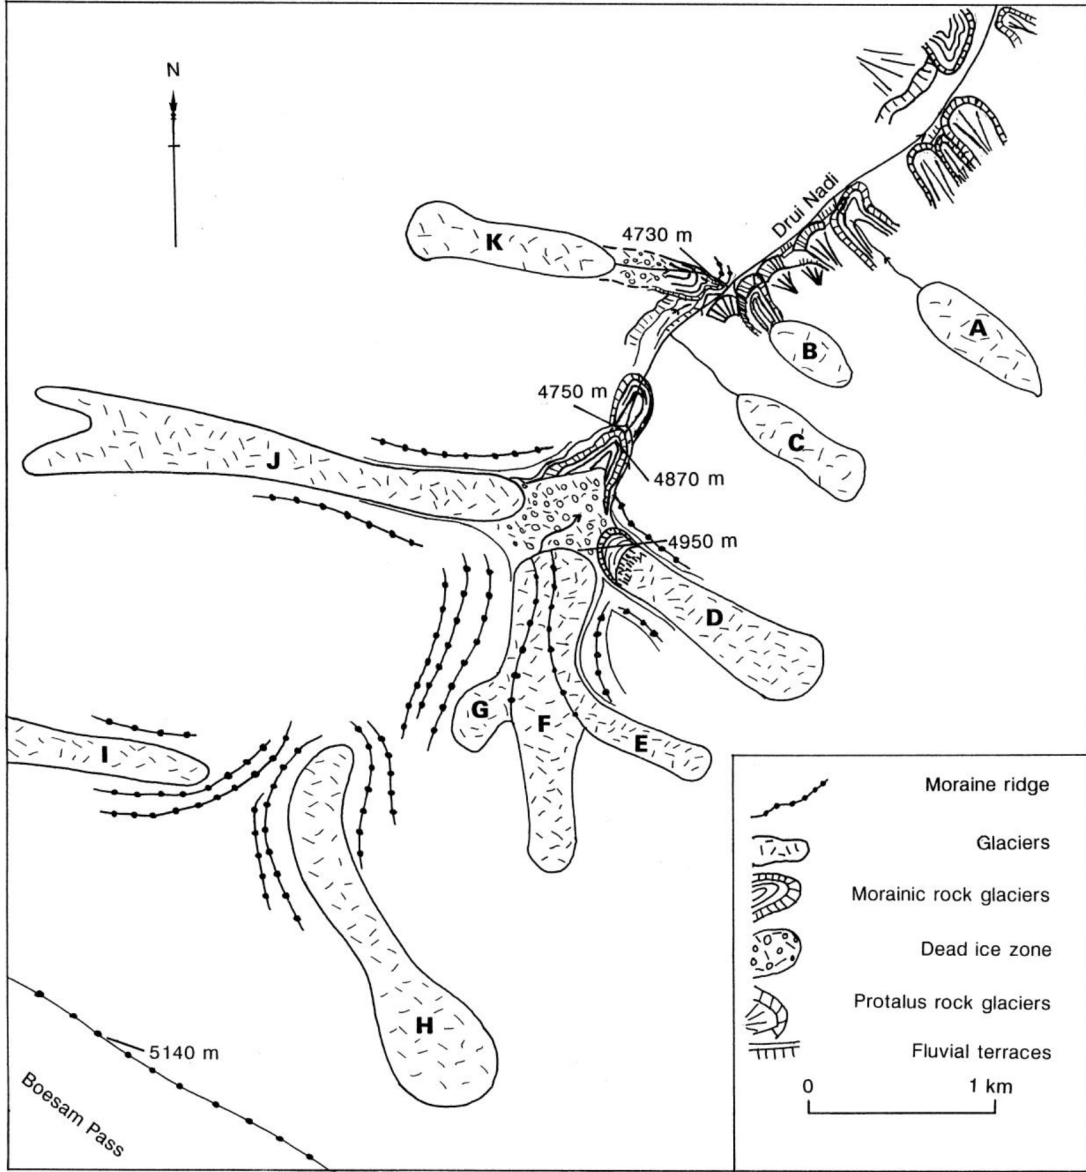 N
Drui Nadi
4730 m
K
A
B
4750 m
C
J
4870 m
4950 m
D
G
F
E
I
H
5140 m
Boesam Pass
Moraine ridge
Glaciers
Morainic rock glaciers
Dead ice zone
Protalus rock glaciers
Fluvial terraces
0 1 km